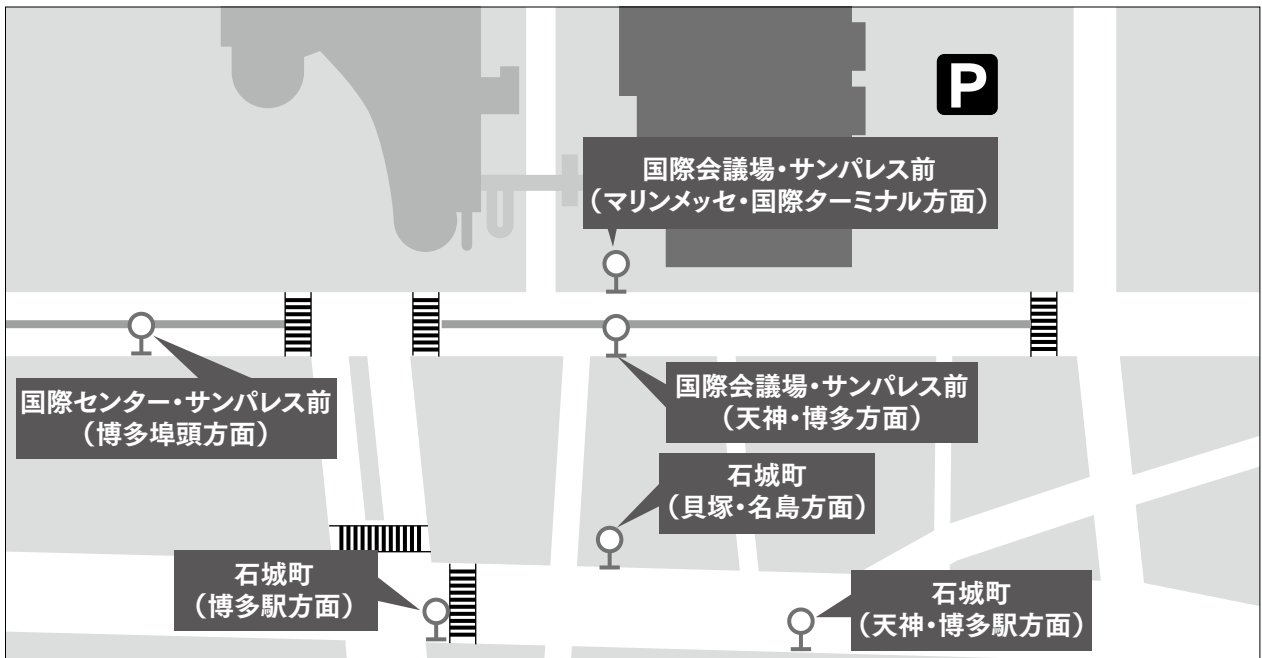 P
国際会議場・サンパレス前
（マリンメッセ・国際ターミナル方面）
国際センター・サンパレス前
（博多埠頭方面）
国際会議場・サンパレス前
（天神・博多方面）
石城町
（貝塚・名島方面）
石城町
（博多駅方面）
石城町
（天神・博多駅方面）